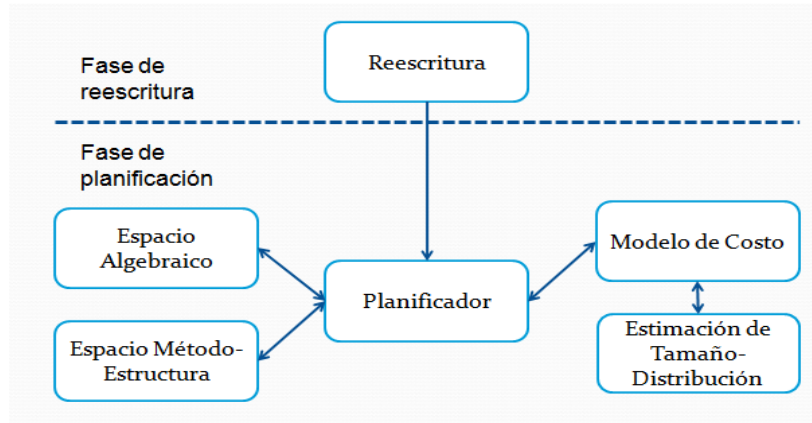 Fase de
reescritura
Reescritura
Fase de
planificación
Espacio
Algebraico
Modelo de Costo
Planificador
Espacio Método-
Estructura
Estimación de
Tamaño-
Distribución